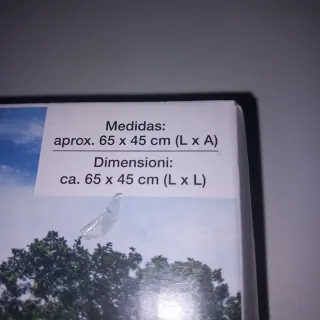 Medidas:
aprox. 65 x 45 cm (L x A)
Dimensioni:
ca. 65 x 45 cm (L x L)